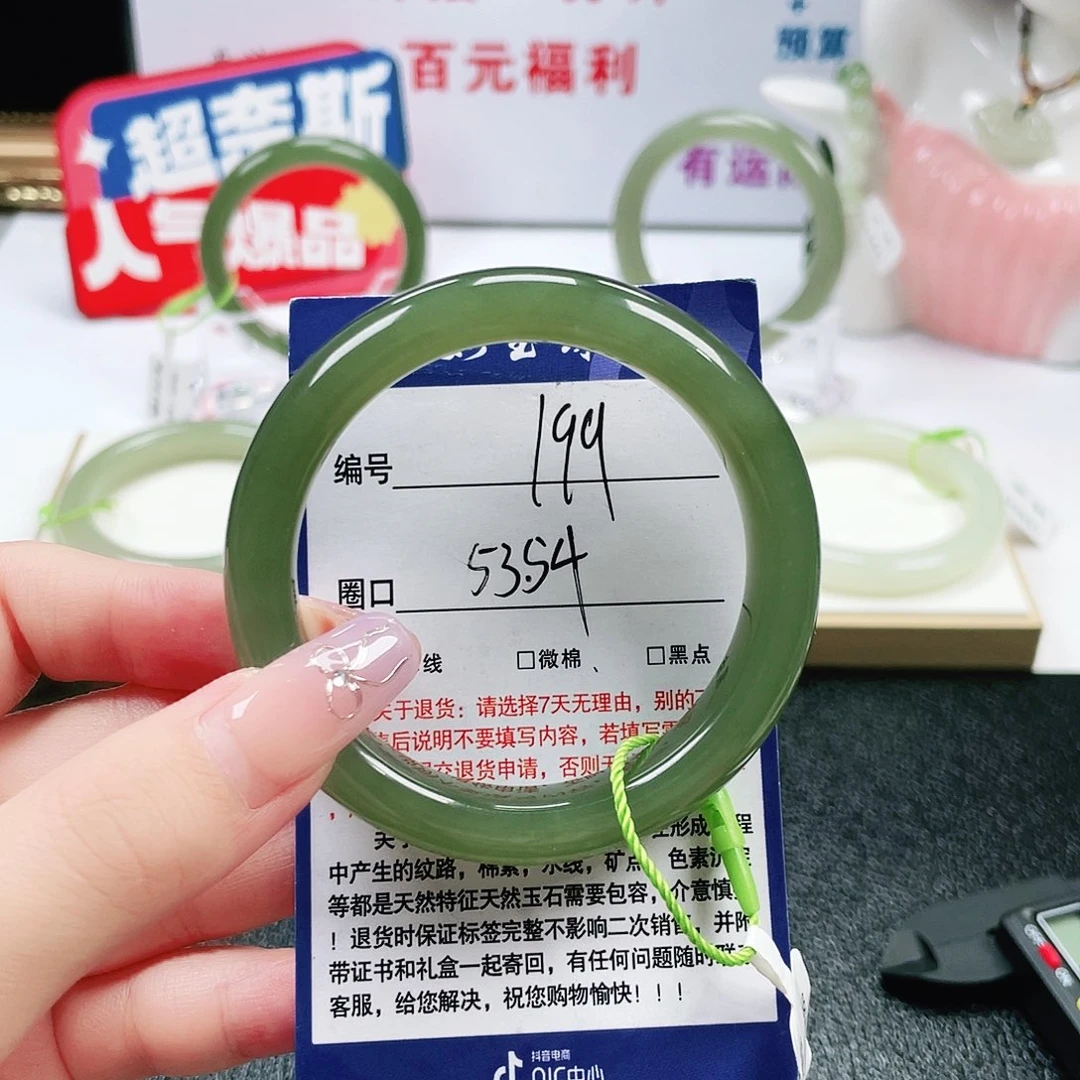 百元福利
预算
超奈斯
人气爆品
有运
编号 199
圈口 53.54
线 □微棉、 □黑点
关于退货：请选择7天无理由，别的
后说明不要填写内容，若填写
交退货申请，否则
形成 程
中产生的纹路，棉絮，水线，矿点 色素沉
等都是天然特征天然玉石需要包容，介意慎
！退货时保证标签完整不影响二次销售，并附
带证书和礼盒一起寄回，有任何问题随时联
客服，给您解决，祝您购物愉快！！！
抖音电商
QIC中心